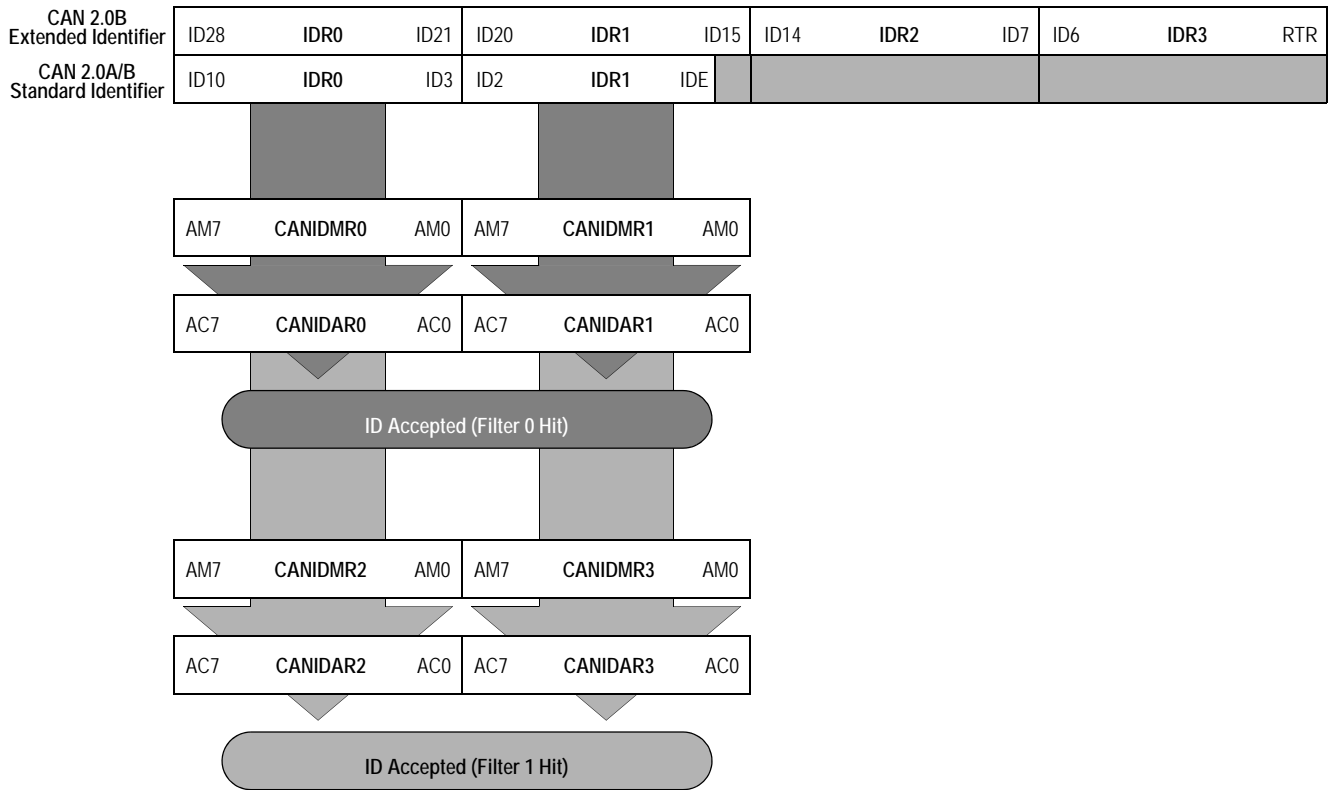 CAN 2.0B
Extended Identifier
ID28 IDR0 ID21 ID20 IDR1 ID15 ID14 IDR2 ID7 ID6 IDR3 RTR
CAN 2.0A/B
Standard Identifier
ID10 IDR0 ID3 ID2 IDR1 IDE
AM7 CANIDMR0 AM0 AM7 CANIDMR1 AM0
AC7 CANIDAR0 AC0 AC7 CANIDAR1 AC0
ID Accepted (Filter 0 Hit)
AM7 CANIDMR2 AM0 AM7 CANIDMR3 AM0
AC7 CANIDAR2 AC0 AC7 CANIDAR3 AC0
ID Accepted (Filter 1 Hit)